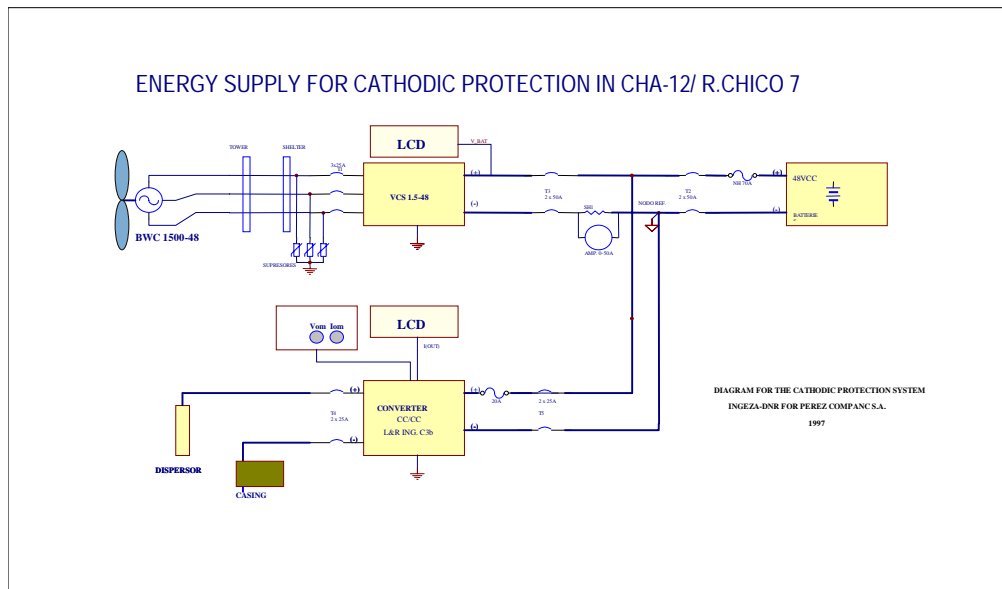 ENERGY SUPPLY FOR CATHODIC PROTECTION IN CHA-12/ R.CHICO 7
TOWER
SHELTER
3x25A
T1
LCD
V_BAT
VCS 1.5-48
(+)
(-)
T3
2 x 50A
SH1
AMP. 0-50A
NODO REF.
T2
2 x 50A
NH 70A
(+)
48VCC
(-)
BATTERIE
BWC 1500-48
SUPRESORES
Vom Iom
LCD
I(OUT)
(+)
T4
2 x 25A
(-)
CONVERTER
CC/CC
L&R ING. C3b
(+)
20A
2 x 25A
(-)
T5
DISPERSOR
CASING
DIAGRAM FOR THE CATHODIC PROTECTION SYSTEM
INGEZA-DNR FOR PEREZ COMPANC S.A.
1997